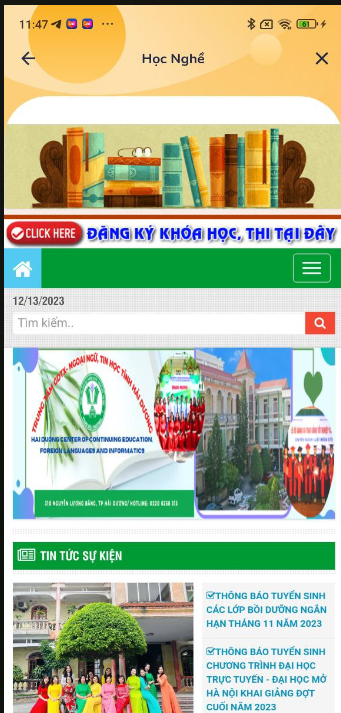 11:47
61
Học Nghề
CLICK HERE ĐĂNG KÝ KHÓA HỌC, THI TẠI ĐÂY
12/13/2023
Tìm kiếm..
TRUNG TÂM GDTX- NGOẠI NGỮ, TIN HỌC TỈNH HẢI DƯƠNG
HAI DUONG CENTER OF CONTINUING EDUCATION
FOREIGN LANGUAGES AND INFORMATICS
TIN TỨC SỰ KIỆN
THÔNG BÁO TUYỂN SINH
CÁC LỚP BỒI DƯỠNG NGẮN
HẠN THÁNG 11 NĂM 2023
THÔNG BÁO TUYỂN SINH
CHƯƠNG TRÌNH ĐẠI HỌC
TRỰC TUYẾN - ĐẠI HỌC MỞ
HÀ NỘI KHAI GIẢNG ĐỢT
CUỐI NĂM 2023